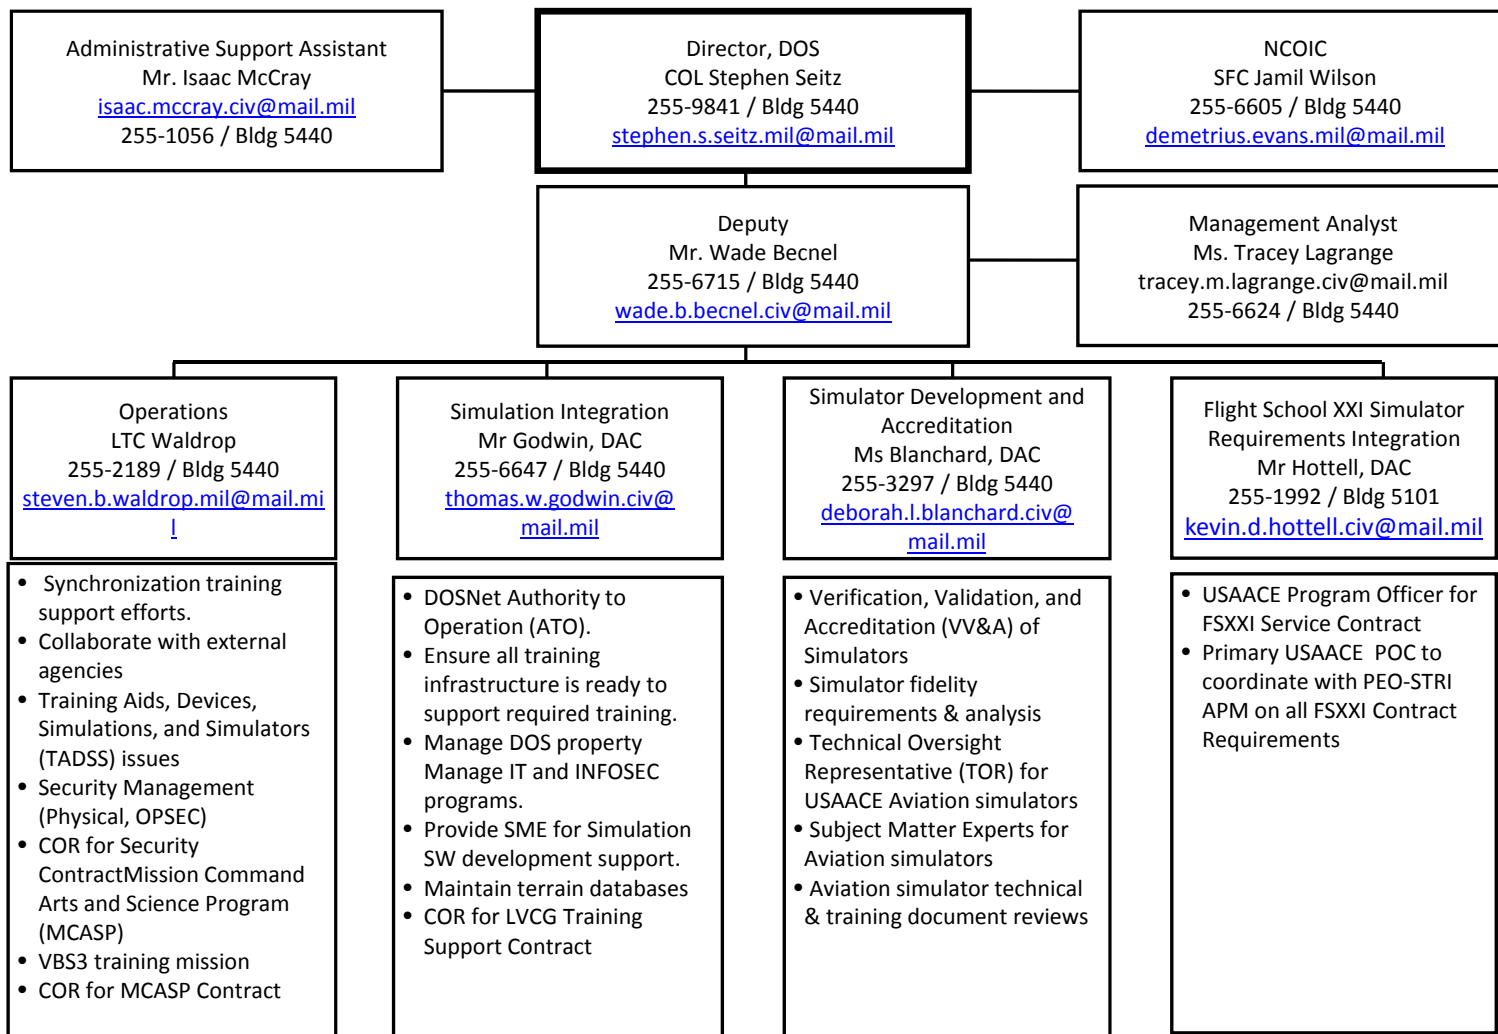 Administrative Support Assistant
Mr. Isaac McCray
isaac.mccray.civ@mail.mil
255-1056 / Bldg 5440
Director, DOS
COL Stephen Seitz
255-9841 / Bldg 5440
stephen.s.seitz.mil@mail.mil
NCOIC
SFC Jamil Wilson
255-6605 / Bldg 5440
demetrius.evans.mil@mail.mil
Deputy
Mr. Wade Becnel
255-6715 / Bldg 5440
wade.b.becnel.civ@mail.mil
Management Analyst
Ms. Tracey Lagrange
tracey.m.lagrange.civ@mail.mil
255-6624 / Bldg 5440
Operations
LTC Waldrop
255-2189 / Bldg 5440
steven.b.waldrop.mil@mail.mi
l
Simulation Integration
Mr Godwin, DAC
255-6647 / Bldg 5440
thomas.w.godwin.civ@
mail.mil
Simulator Development and
Accreditation
Ms Blanchard, DAC
255-3297 / Bldg 5440
deborah.l.blanchard.civ@
mail.mil
Flight School XXI Simulator
Requirements Integration
Mr Hottell, DAC
255-1992 / Bldg 5101
kevin.d.hottell.civ@mail.mil
• Synchronization training
support efforts.
• Collaborate with external
agencies
• Training Aids, Devices,
Simulations, and Simulators
(TADSS) issues
• Security Management
(Physical, OPSEC)
• COR for Security
ContractMission Command
Arts and Science Program
(MCASP)
• VBS3 training mission
• COR for MCASP Contract
• DOSNet Authority to
Operation (ATO).
• Ensure all training
infrastructure is ready to
support required training.
• Manage DOS property
Manage IT and INFOSEC
programs.
• Provide SME for Simulation
SW development support.
• Maintain terrain databases
• COR for LVCG Training
Support Contract
• Verification, Validation, and
Accreditation (VV&A) of
Simulators
• Simulator fidelity
requirements & analysis
• Technical Oversight
Representative (TOR) for
USAACE Aviation simulators
• Subject Matter Experts for
Aviation simulators
• Aviation simulator technical
& training document reviews
• USAACE Program Officer for
FSXXI Service Contract
• Primary USAACE POC to
coordinate with PEO-STRI
APM on all FSXXI Contract
Requirements